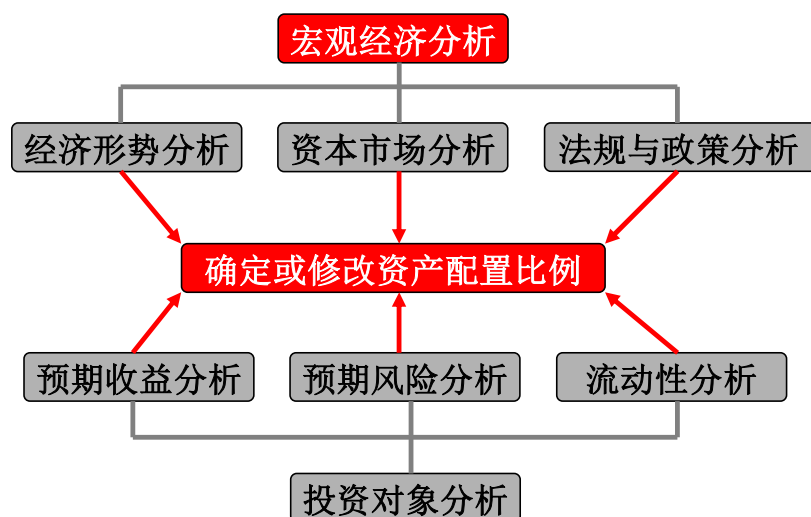 宏观经济分析
经济形势分析
资本市场分析
法规与政策分析
确定或修改资产配置比例
预期收益分析
预期风险分析
流动性分析
投资对象分析